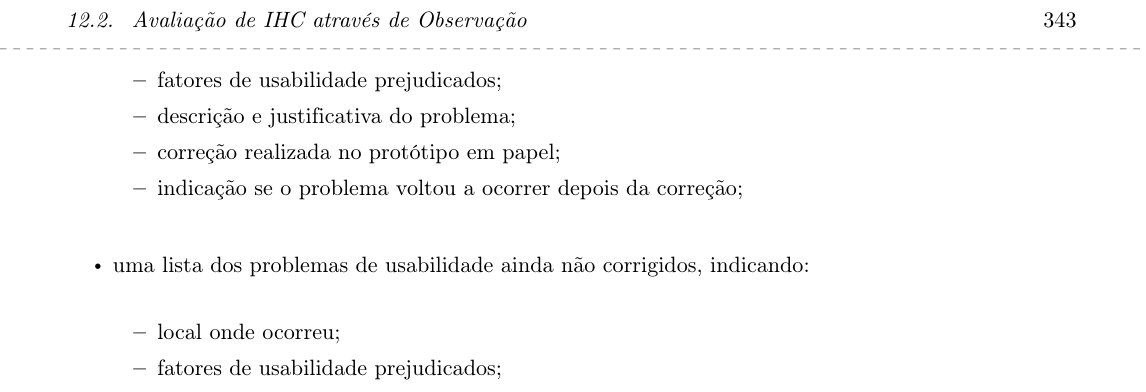 12.2. Avaliação de IHC através de Observação 343
– fatores de usabilidade prejudicados;
– descrição e justificativa do problema;
– correção realizada no protótipo em papel;
– indicação se o problema voltou a ocorrer depois da correção;
• uma lista dos problemas de usabilidade ainda não corrigidos, indicando:
– local onde ocorreu;
– fatores de usabilidade prejudicados;